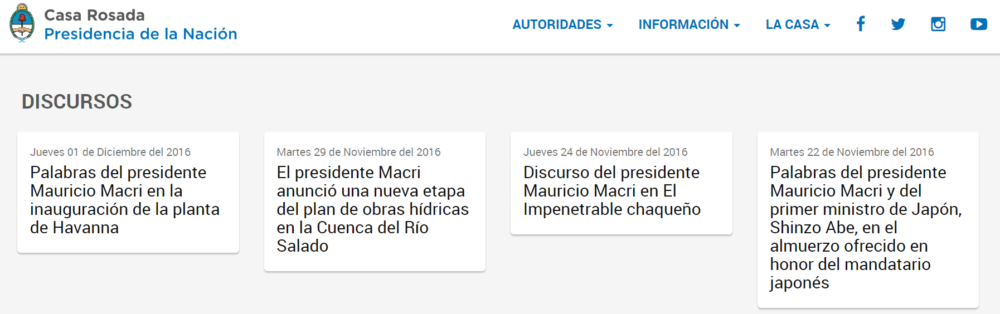 Casa Rosada
Presidencia de la Nación
AUTORIDADES
INFORMACIÓN
LA CASA
DISCURSOS
Jueves 01 de Diciembre del 2016
Palabras del presidente
Mauricio Macri en la
inauguración de la planta
de Havanna
Martes 29 de Noviembre del 2016
El presidente Macri
anunció una nueva etapa
del plan de obras hídricas
en la Cuenca del Río
Salado
Jueves 24 de Noviembre del 2016
Discurso del presidente
Mauricio Macri en El
Impenetrable chaqueño
Martes 22 de Noviembre del 2016
Palabras del presidente
Mauricio Macri y del
primer ministro de Japón,
Shinzo Abe, en el
almuerzo ofrecido en
honor del mandatario
japonés